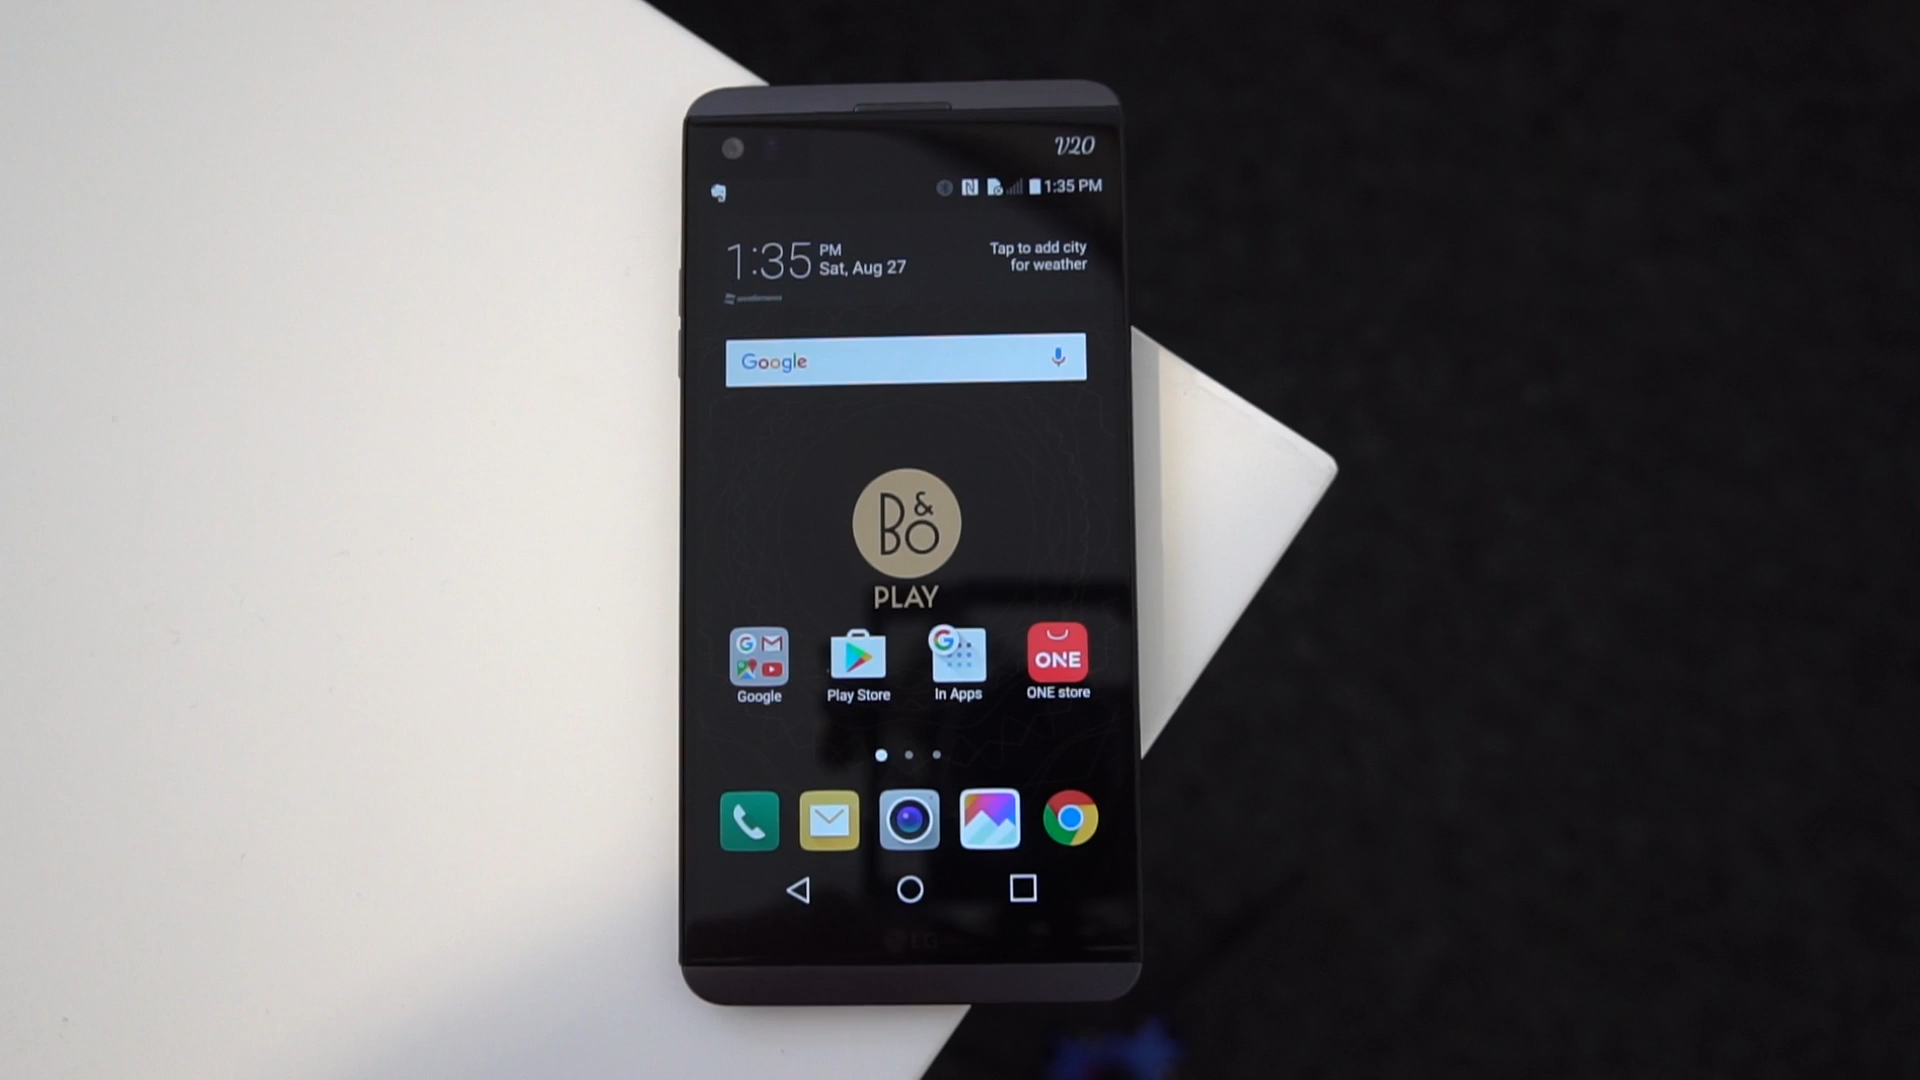 V20
1:35 PM
1:35 PM
Sat, Aug 27
Tap to add city
for weather
Google
B&O
PLAY
Google
Play Store
In Apps
ONE
ONE store
LG